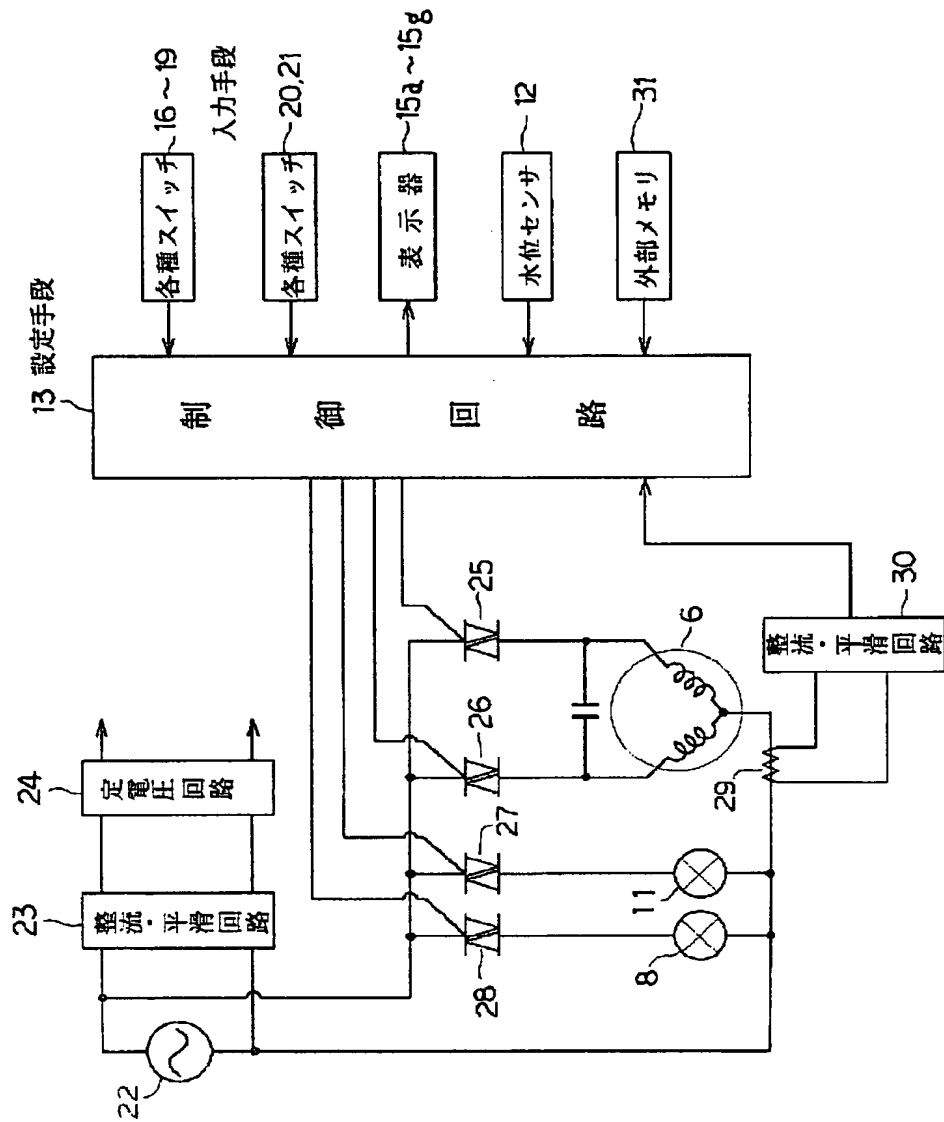 22
23
整流・平滑回路
24
定電圧回路
13 設定手段
制御回路
各種スイッチ
16～19
入力手段
各種スイッチ
20,21
表示器
15a～15g
水位センサ
12
外部メモリ
31
28
27
26
25
8
11
6
29
整流・平滑回路
30